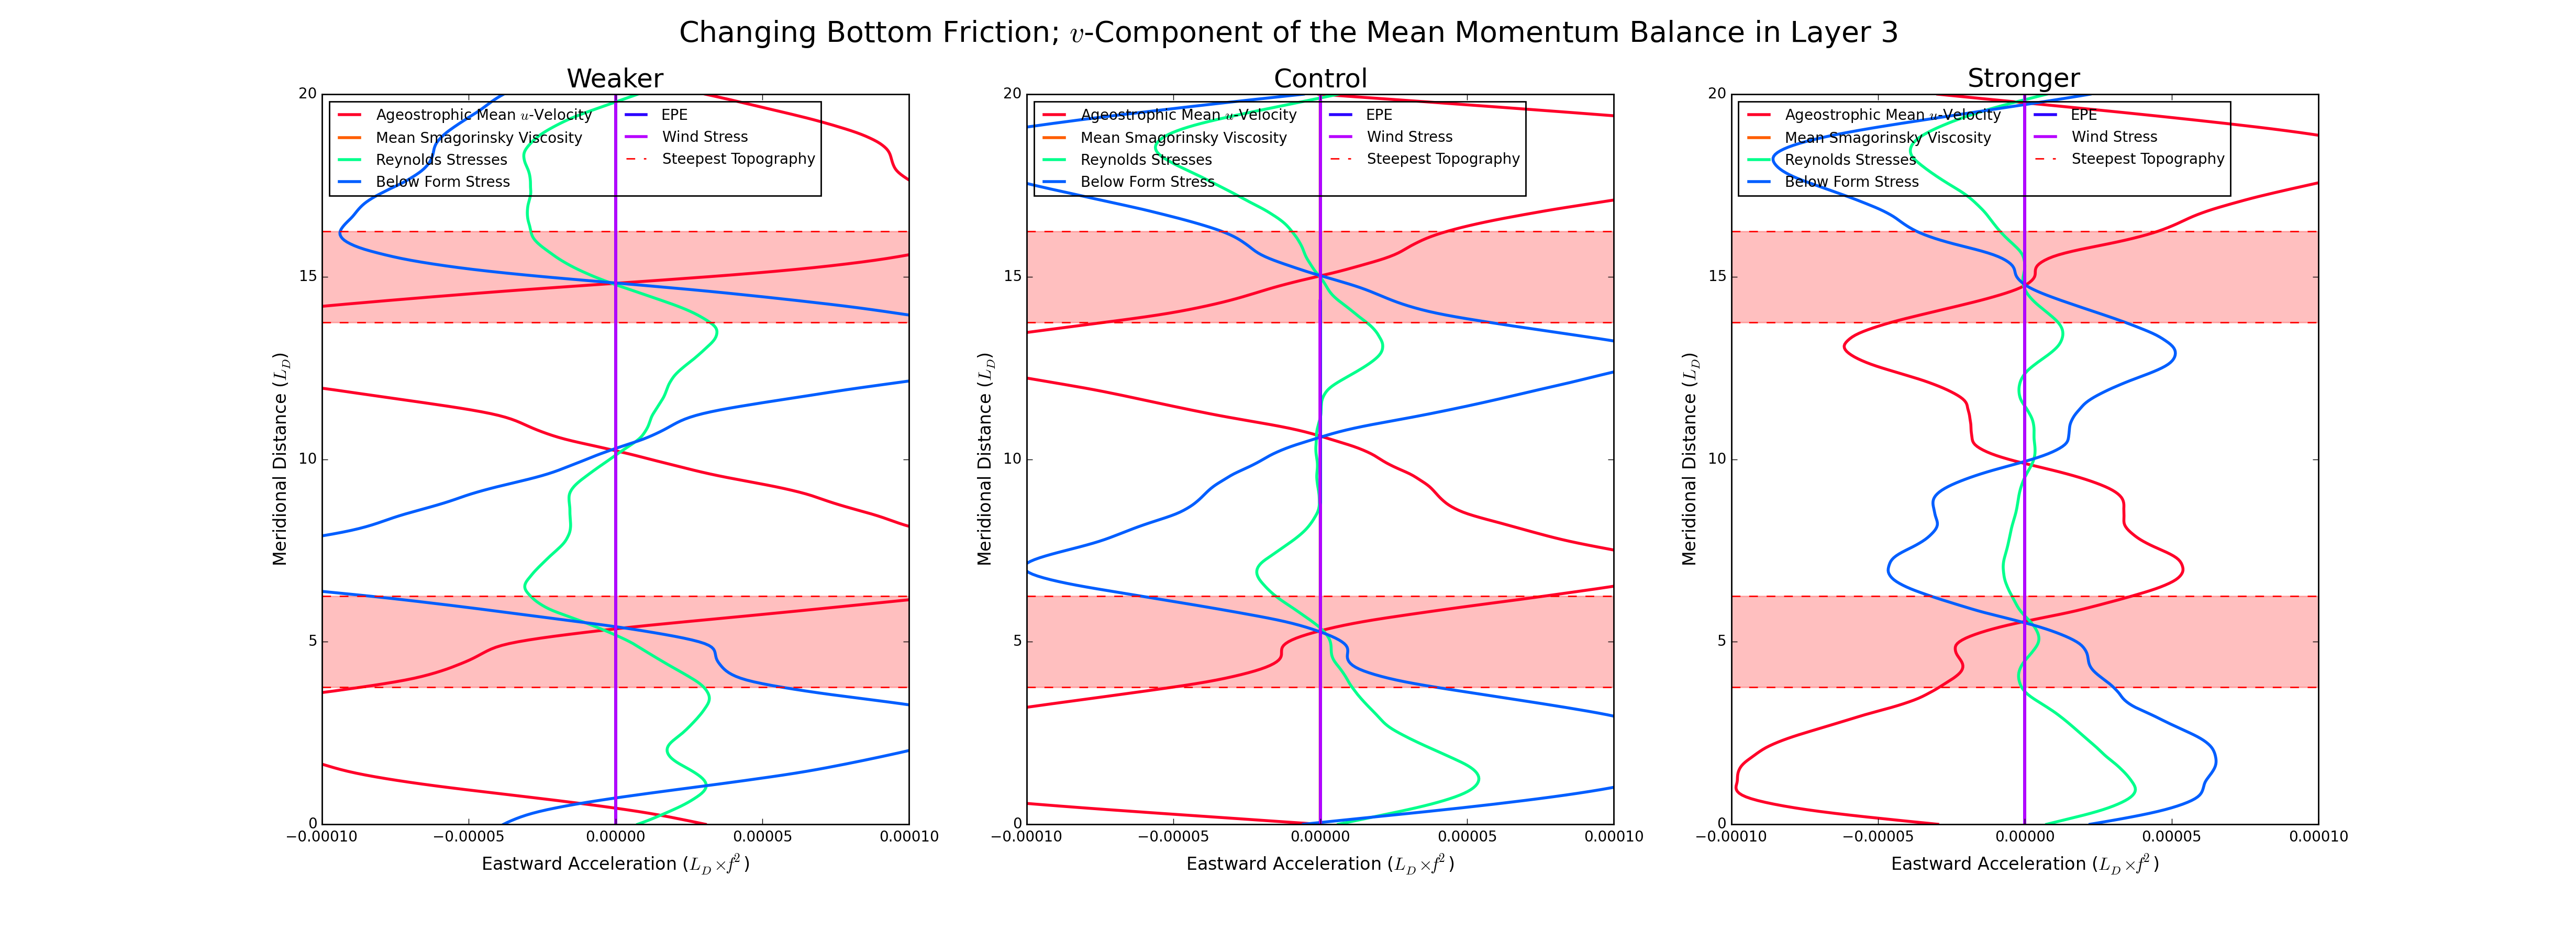 Changing Bottom Friction; v-Component of the Mean Momentum Balance in Layer 3
Weaker
20
15
10
5
0
Meridional Distance (L_D)
Ageostrophic Mean u-Velocity
Mean Smagorinsky Viscosity
Reynolds Stresses
Below Form Stress
EPE
Wind Stress
Steepest Topography
−0.00010 −0.00005 0.00000 0.00005 0.00010
Eastward Acceleration (L_D×f²)
Control
20
15
10
5
0
Meridional Distance (L_D)
Ageostrophic Mean u-Velocity
Mean Smagorinsky Viscosity
Reynolds Stresses
Below Form Stress
EPE
Wind Stress
Steepest Topography
−0.00010 −0.00005 0.00000 0.00005 0.00010
Eastward Acceleration (L_D×f²)
Stronger
20
15
10
5
0
Meridional Distance (L_D)
Ageostrophic Mean u-Velocity
Mean Smagorinsky Viscosity
Reynolds Stresses
Below Form Stress
EPE
Wind Stress
Steepest Topography
−0.00010 −0.00005 0.00000 0.00005 0.00010
Eastward Acceleration (L_D×f²)